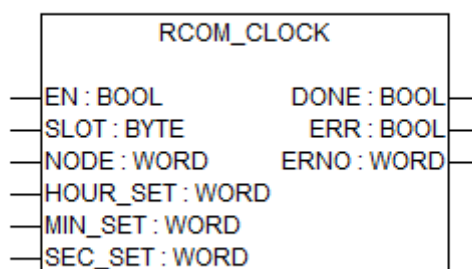 RCOM_CLOCK
EN : BOOL DONE : BOOL
SLOT : BYTE ERR : BOOL
NODE : WORD ERNO : WORD
HOUR_SET : WORD
MIN_SET : WORD
SEC_SET : WORD